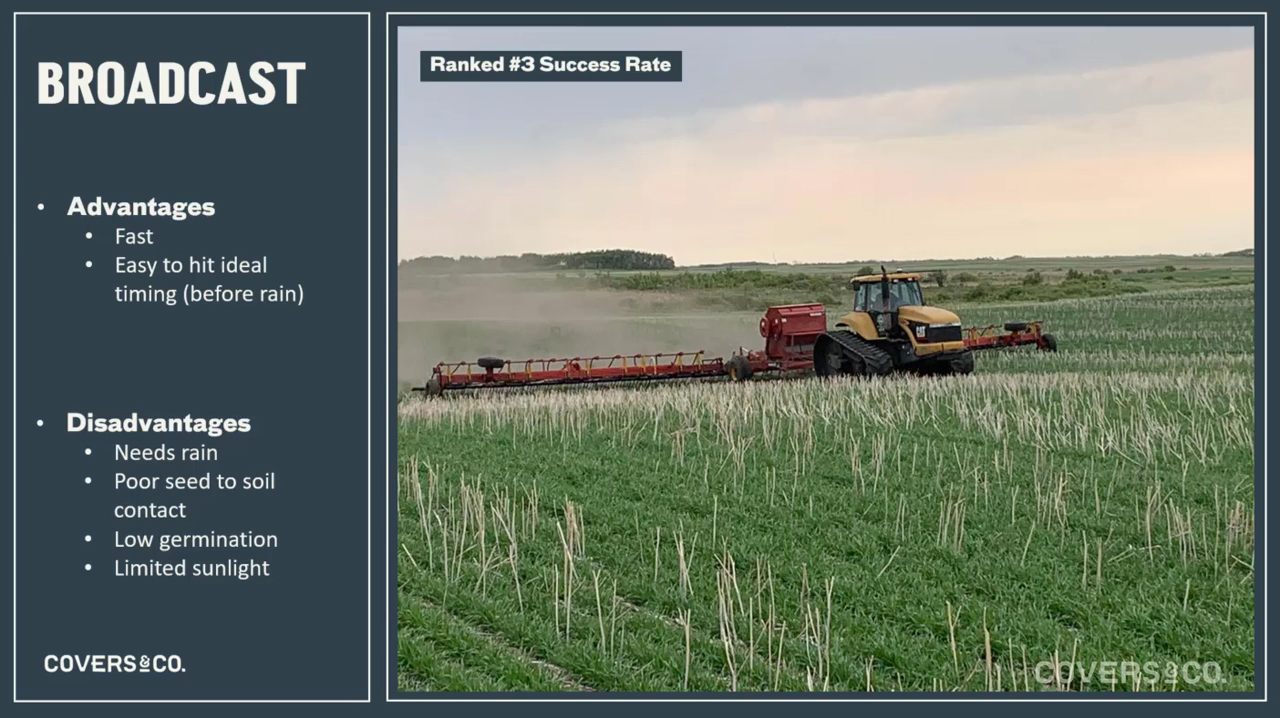 BROADCAST
• Advantages
• Fast
• Easy to hit ideal
timing (before rain)
• Disadvantages
• Needs rain
• Poor seed to soil
contact
• Low germination
• Limited sunlight
COVERS&CO.
Ranked #3 Success Rate
CAT
COVERS&CO.